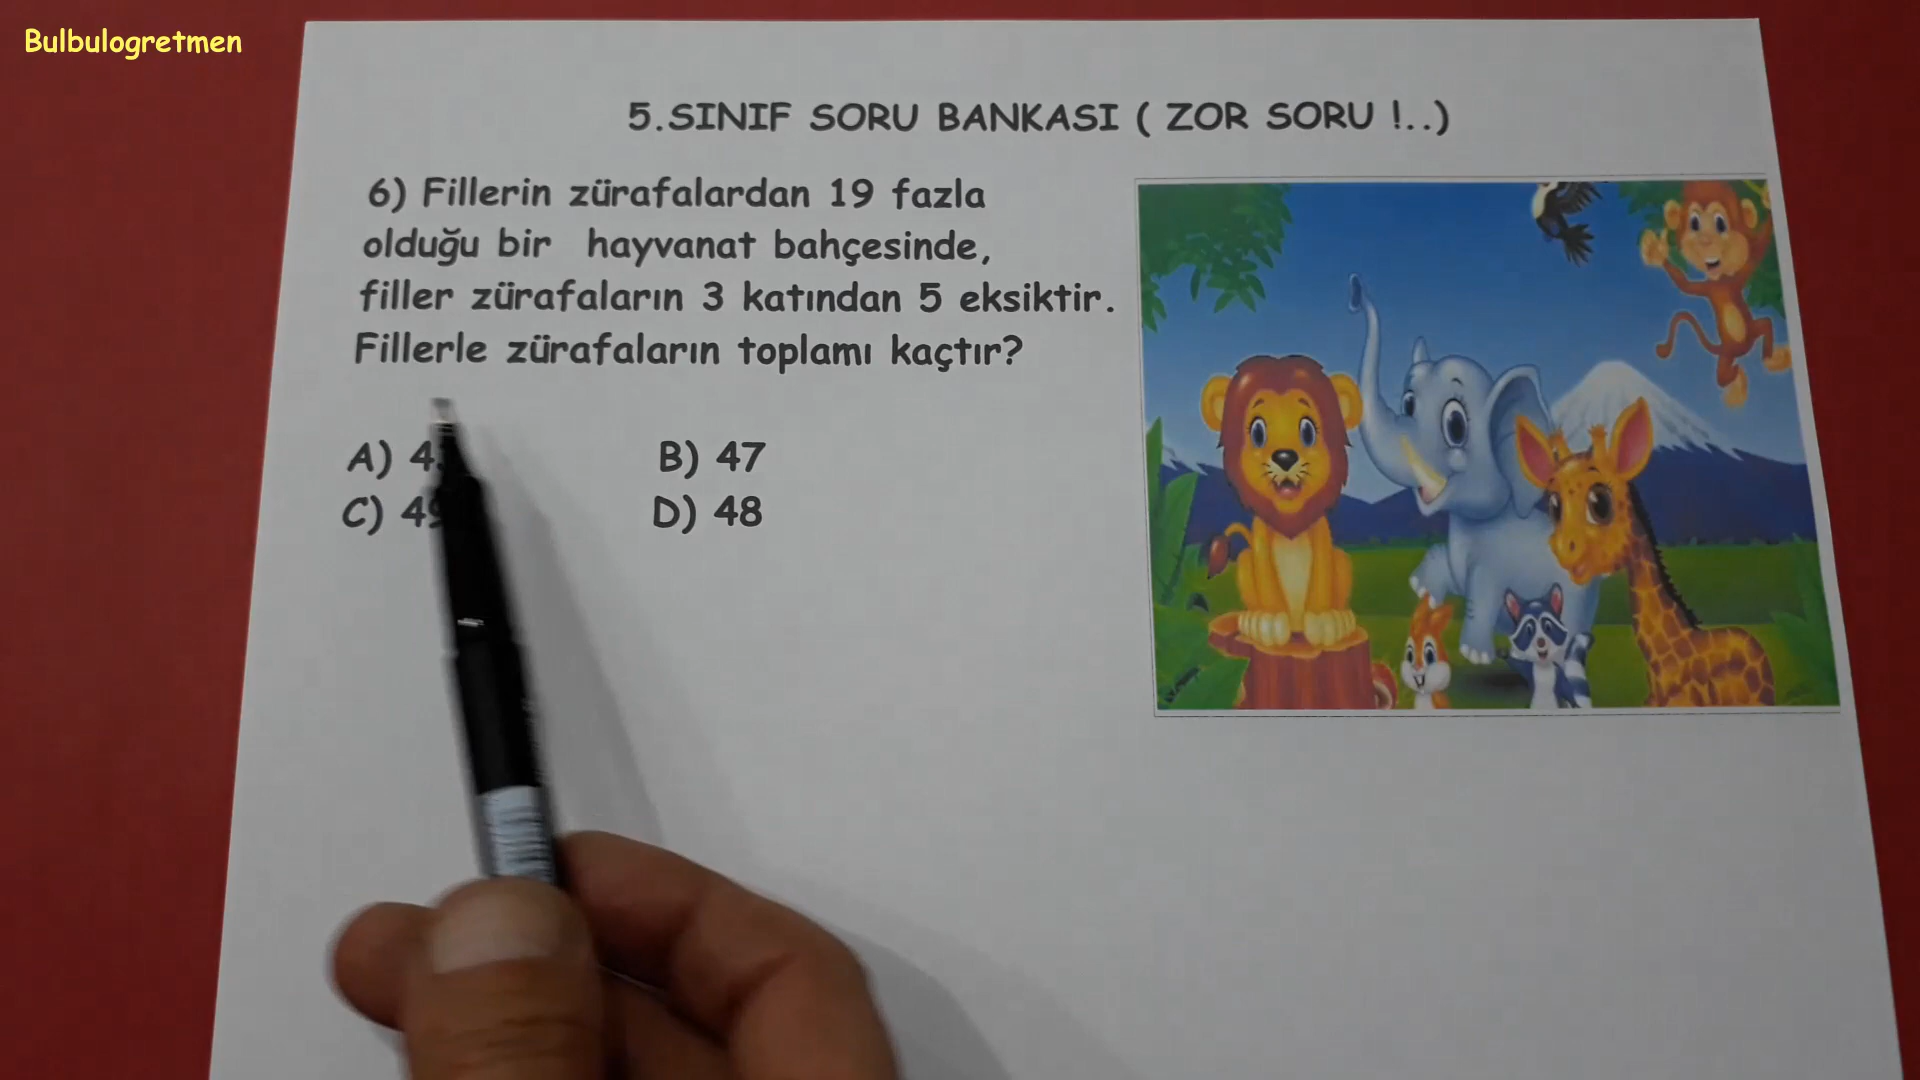 Bulbulogretmen
5.SINIF SORU BANKASI ( ZOR SORU !..)
6) Fillerin zürafalardan 19 fazla
olduğu bir hayvanat bahçesinde,
filler zürafaların 3 katından 5 eksiktir.
Fillerle zürafaların toplamı kaçtır?
A) B) 47
C) 49 D) 48